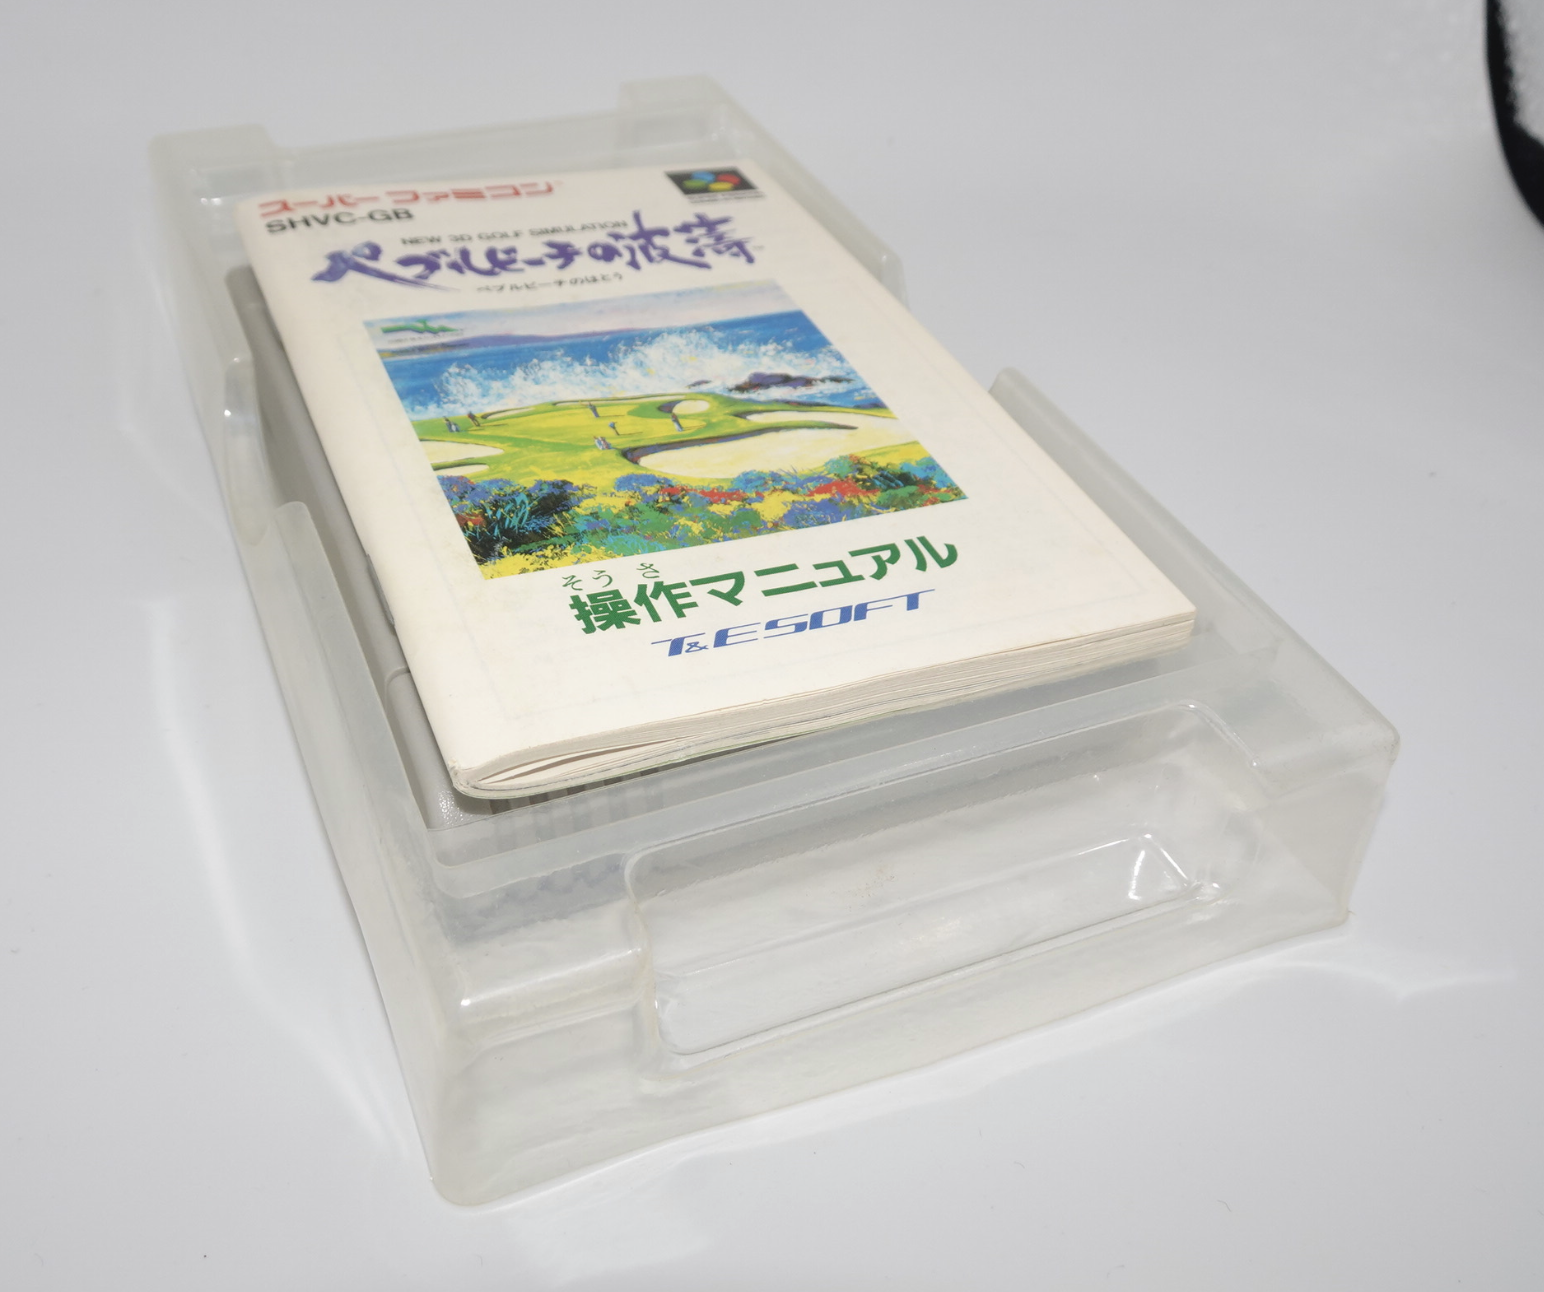 スーパーファミコン
SHVC-GB
NEW 3D GOLF SIMULATION
ペブルビーチの波濤
ペブルビーチのはとう
そうさ
操作マニュアル
T&E SOFT